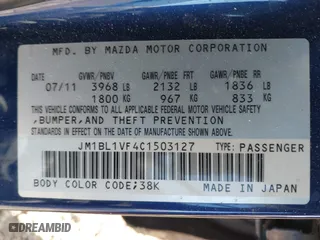 MFD. BY MAZDA MOTOR CORPORATION
GVWR/PNBV GAWR/PNBE FR GAWR/PNBE RR
07/11 3968 LB 2132 LB 1836 LB
1800 KG 967 KG 833 KG
THIS VEHICLE CONFORMS TO ALL APPLICABLE FEDERAL MOTOR VEHICLE SAFETY
,BUMPER,AND THEFT PREVENTION
STANDARDS IN EFFECT ON THE DATE OF MANUFACTURE SHOWN ABOVE.
JM1BL1VF4C1503127 TYPE:PASSENGER
BODY COLOR CODE:38K MADE IN JAPAN
DAT.